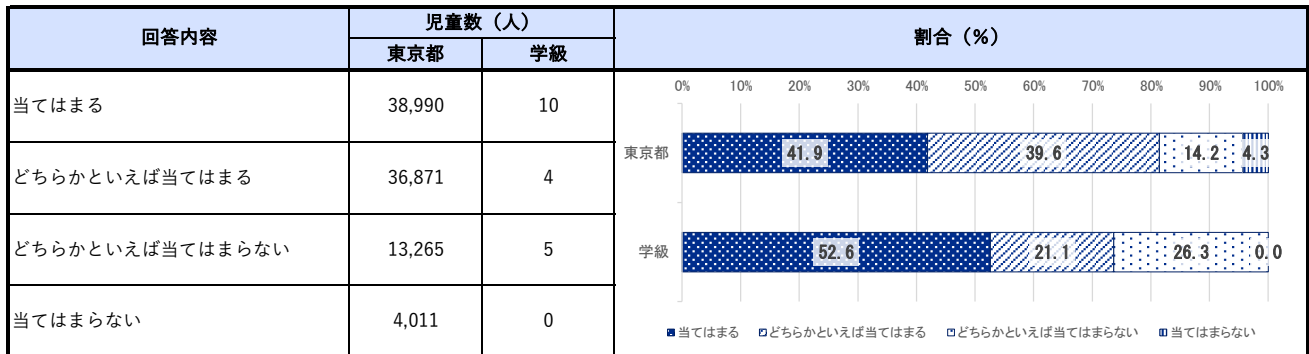 回答内容 児童数（人） 割合（％）
東京都 学級
当てはまる 38,990 10
どちらかといえば当てはまる 36,871 4
どちらかといえば当てはまらない 13,265 5
当てはまらない 4,011 0
0% 10% 20% 30% 40% 50% 60% 70% 80% 90% 100%
東京都 41.9 39.6 14.2 4.3
学級 52.6 21.1 26.3 0.0
当てはまる どちらかといえば当てはまる どちらかといえば当てはまらない 当てはまらない